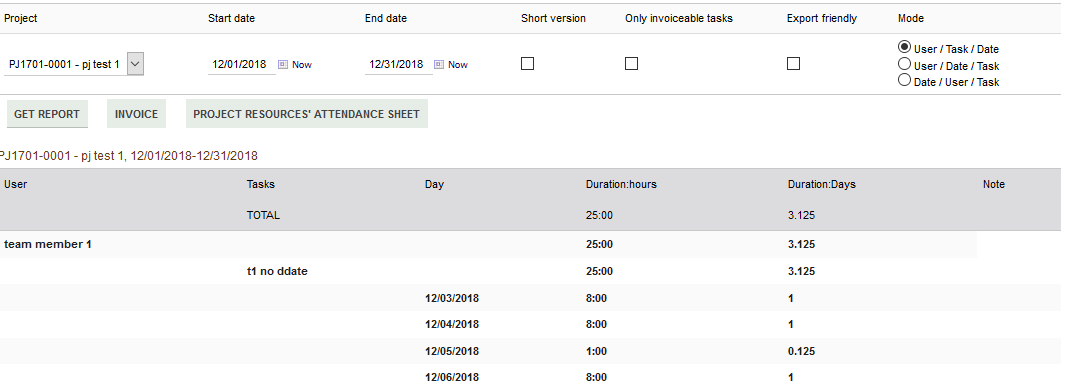 Project Start date End date Short version Only invoiceable tasks Export friendly Mode
PJ1701-0001 - pj test 1 12/01/2018 Now 12/31/2018 Now User / Task / Date
User / Date / Task
Date / User / Task
GET REPORT INVOICE PROJECT RESOURCES' ATTENDANCE SHEET
PJ1701-0001 - pj test 1, 12/01/2018-12/31/2018
User Tasks Day Duration:hours Duration:Days Note
TOTAL 25:00 3.125
team member 1 25:00 3.125
t1 no ddate 25:00 3.125
12/03/2018 8:00 1
12/04/2018 8:00 1
12/05/2018 1:00 0.125
12/06/2018 8:00 1